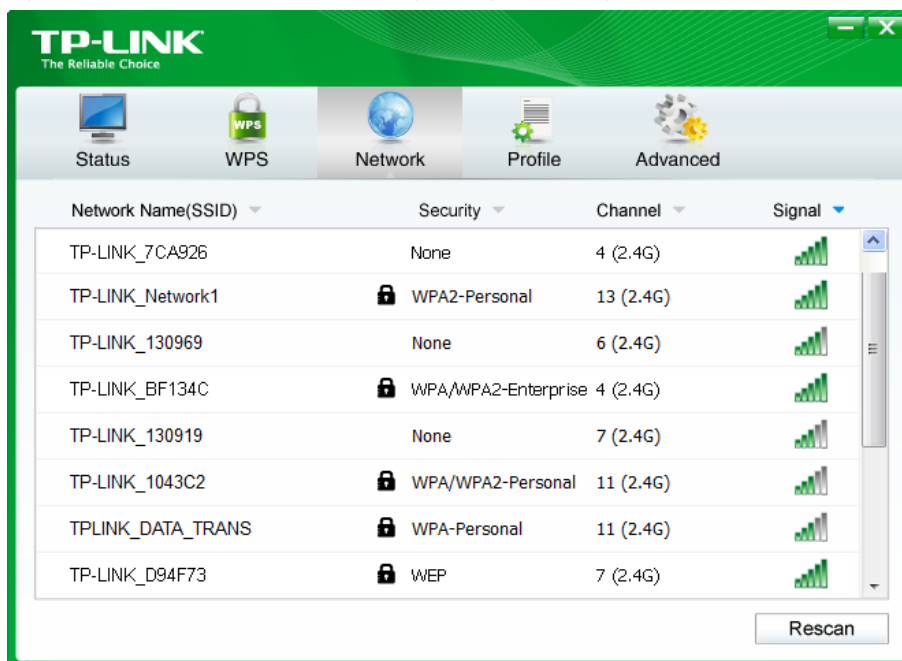 TP-LINK
The Reliable Choice
Status WPS Network Profile Advanced
WPS
Network Name(SSID) Security Channel Signal
TP-LINK_7CA926 None 4 (2.4G)
TP-LINK_Network1 WPA2-Personal 13 (2.4G)
TP-LINK_130969 None 6 (2.4G)
TP-LINK_BF134C WPA/WPA2-Enterprise 4 (2.4G)
TP-LINK_130919 None 7 (2.4G)
TP-LINK_1043C2 WPA/WPA2-Personal 11 (2.4G)
TPLINK_DATA_TRANS WPA-Personal 11 (2.4G)
TP-LINK_D94F73 WEP 7 (2.4G)
Rescan